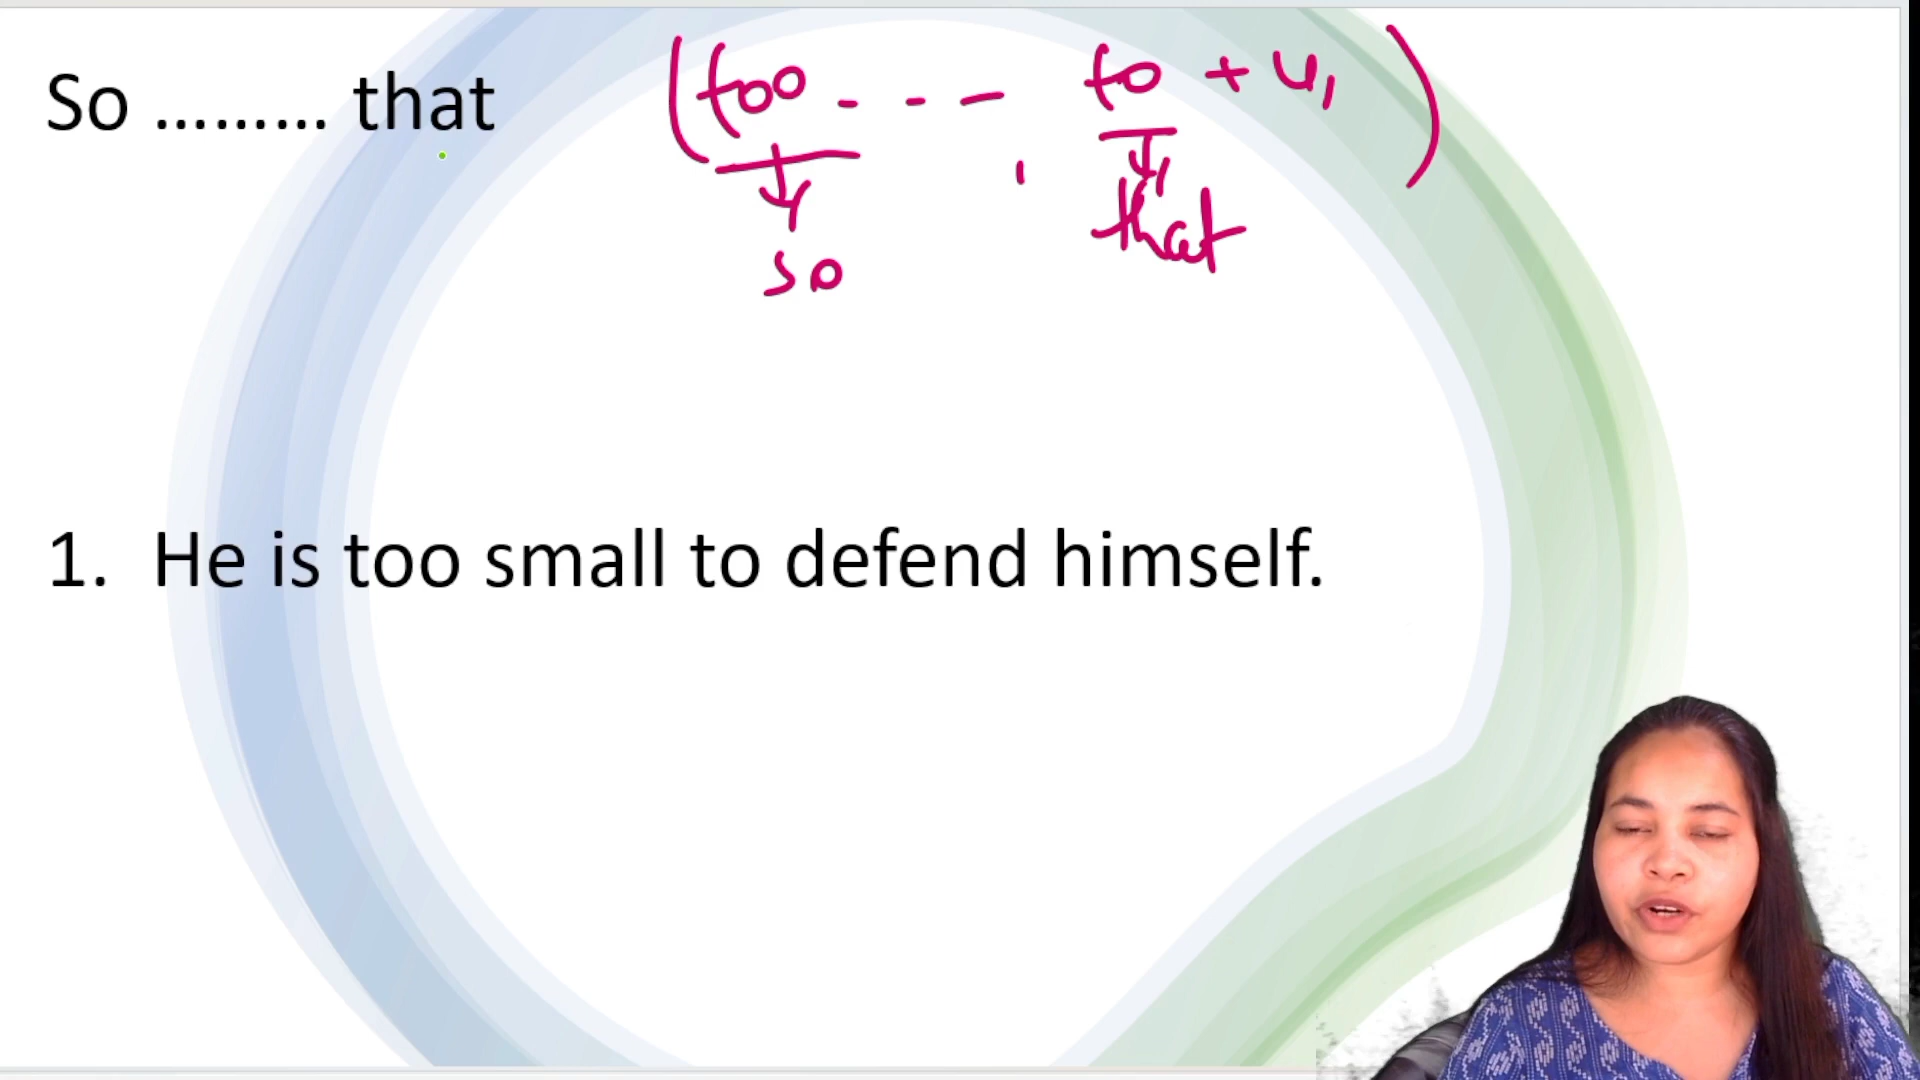 So ......... that
(too - - - to + V₁)
so that
1. He is too small to defend himself.